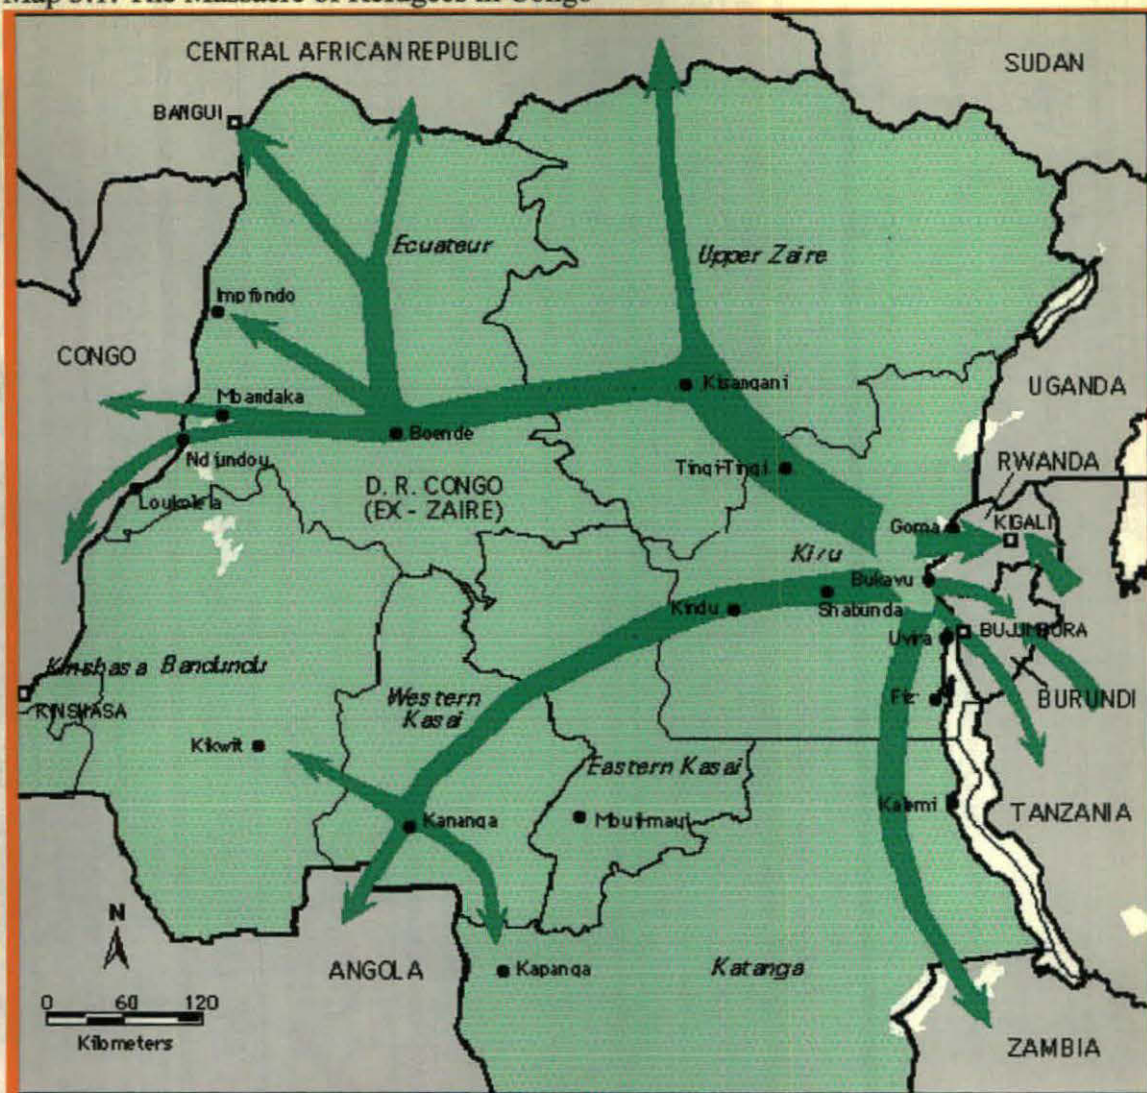 CENTRAL AFRICAN REPUBLIC
SUDAN
BANGUI
Ecuateur
Upper Zaire
Impfondo
CONGO
UGANDA
Mbandaka
Kisangani
Boende
Ndjundou
Tingi-Tingi
RWANDA
Loukolela
D. R. CONGO
(EX - ZAIRE)
Goma
KIGALI
Kivu
Bukavu
Kindu
Shabunda
Uvira
BUJUMBURA
Kinshasa Bandundu
KINSHASA
Western
Kasai
BURUNDI
Kikwit
Eastern Kasai
Kananga
Mbuji-mayi
Kalemi
TANZANIA
N
ANGOLA
Kapanga
Katanga
0 60 120
Kilometers
ZAMBIA